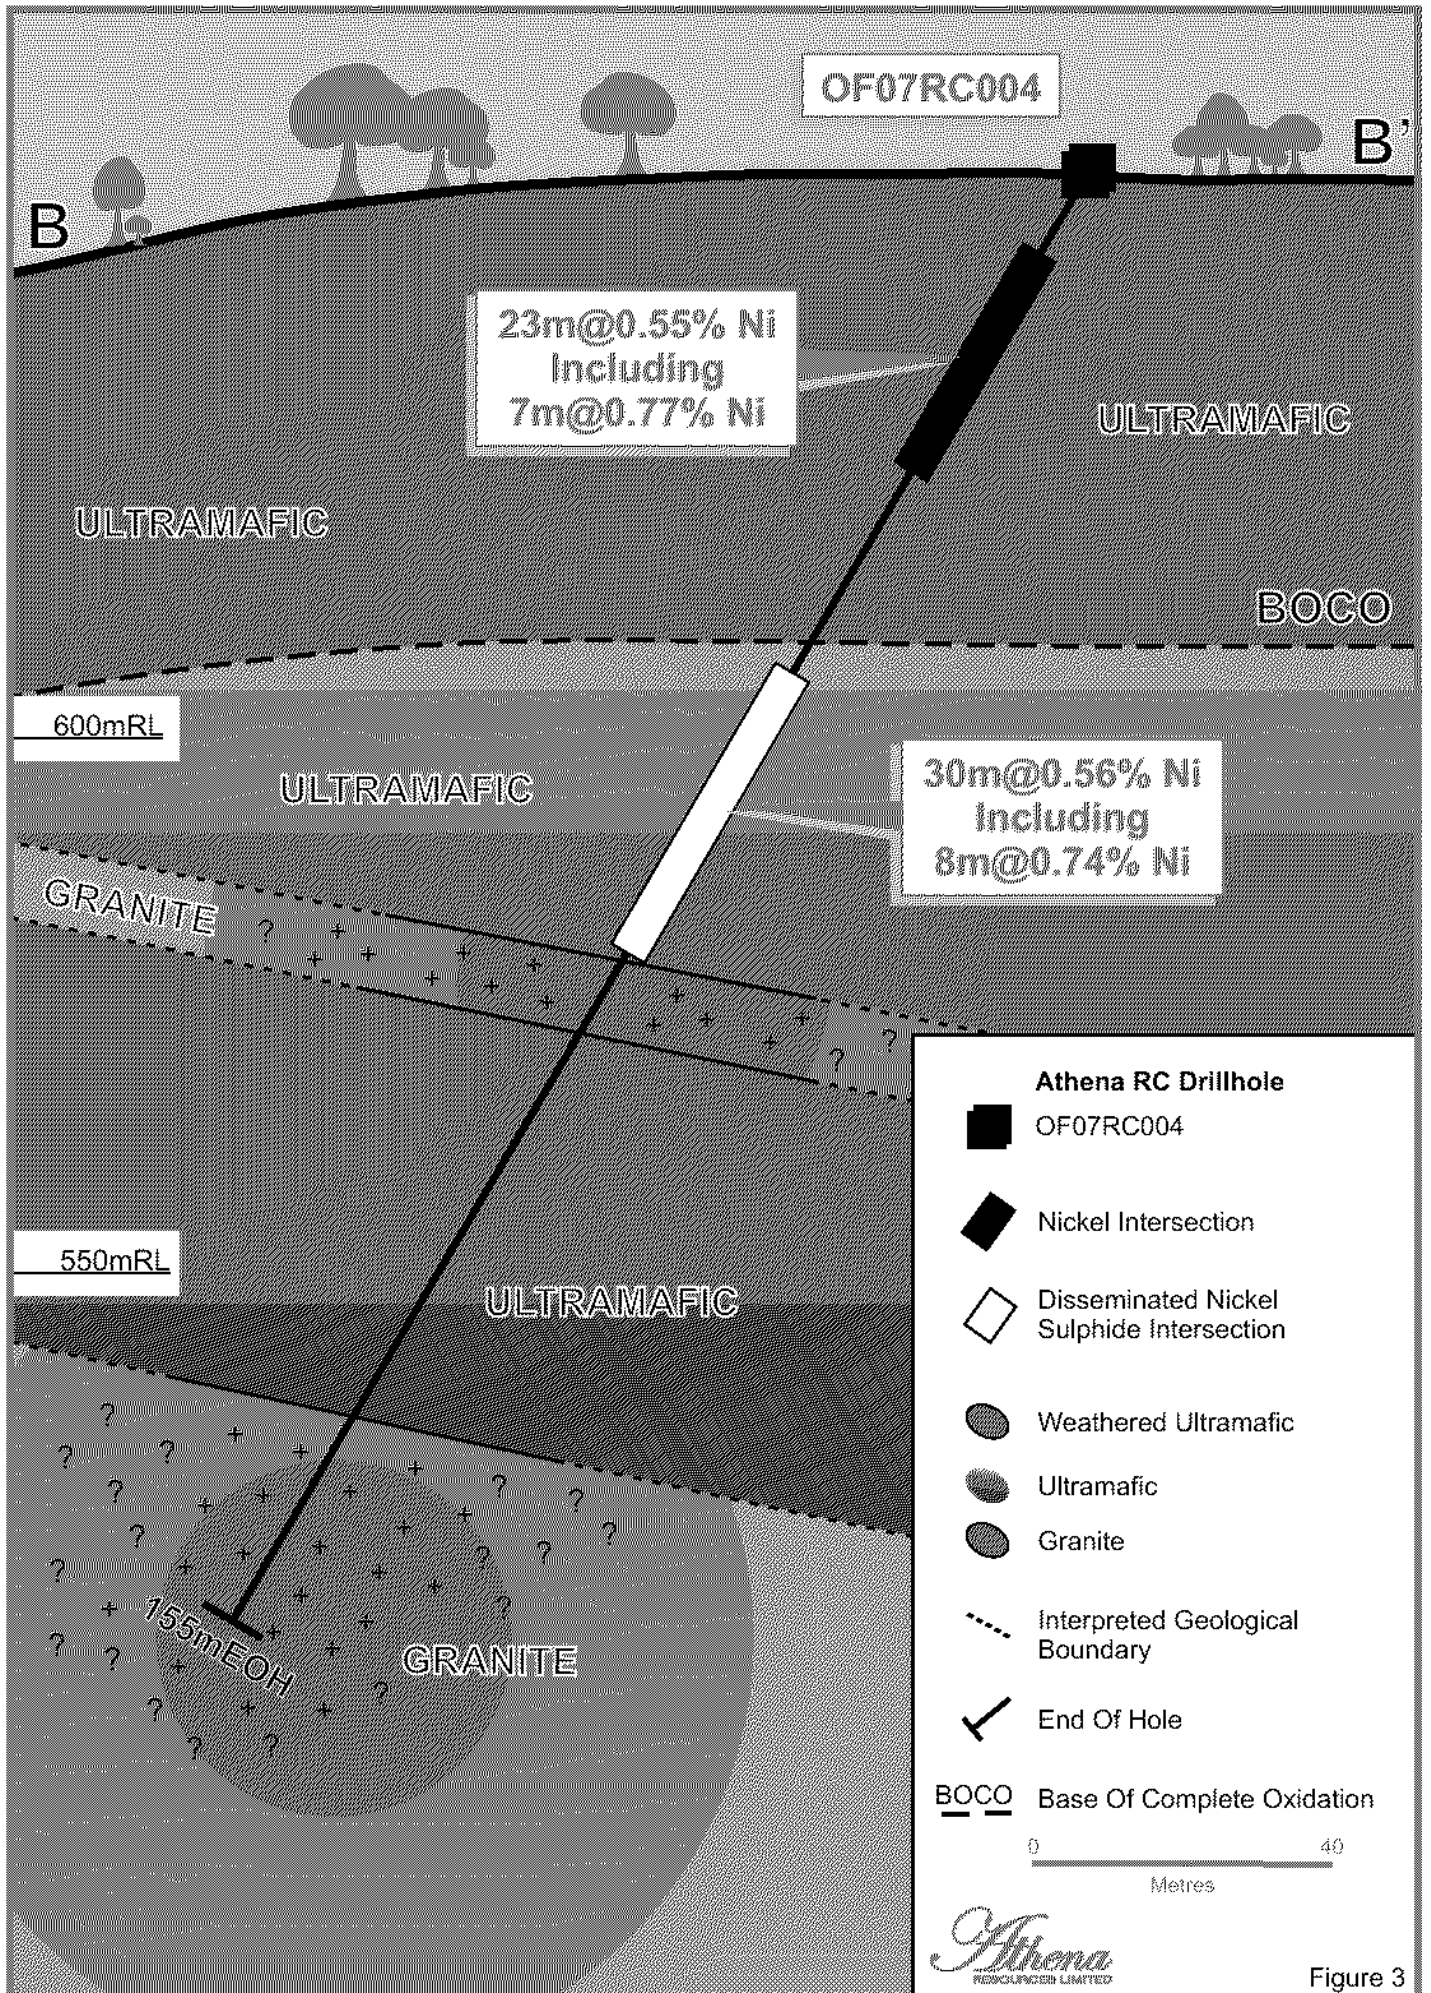 OF07RC004
B'
B
23m@0.55% Ni
Including
7m@0.77% Ni
ULTRAMAFIC
ULTRAMAFIC
BOCO
600mRL
ULTRAMAFIC
30m@0.56% Ni
Including
8m@0.74% Ni
GRANITE
550mRL
ULTRAMAFIC
155mEOH
GRANITE
Athena RC Drillhole
OF07RC004
Nickel Intersection
Disseminated Nickel
Sulphide Intersection
Weathered Ultramafic
Ultramafic
Granite
Interpreted Geological
Boundary
End Of Hole
BOCO Base Of Complete Oxidation
0 40
Metres
Athena
RESOURCES LIMITED
Figure 3